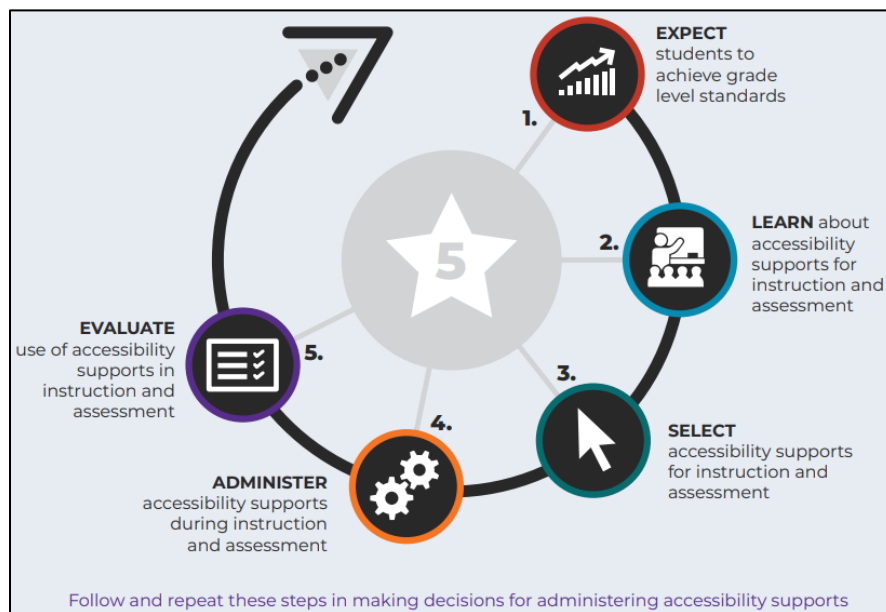 1.
EXPECT
students to
achieve grade
level standards
5
2.
LEARN about
accessibility
supports for
instruction and
assessment
3.
SELECT
accessibility supports
for instruction and
assessment
4.
ADMINISTER
accessibility supports
during instruction
and assessment
5.
EVALUATE
use of accessibility
supports in
instruction and
assessment
Follow and repeat these steps in making decisions for administering accessibility supports